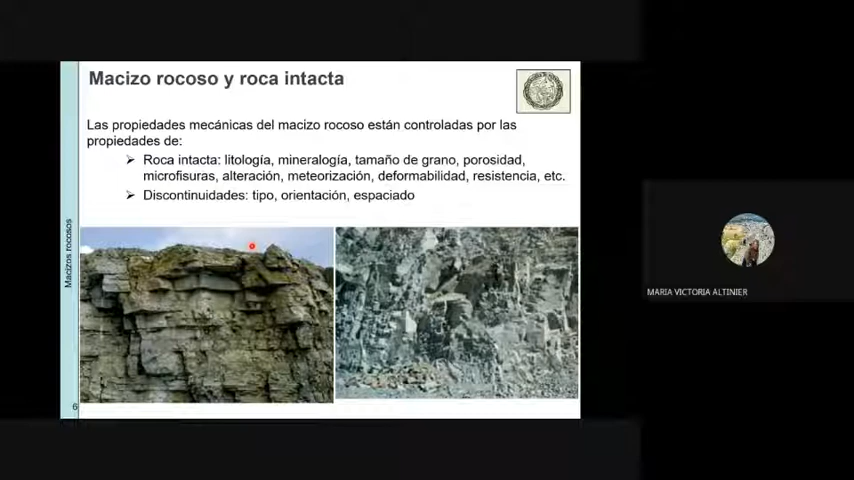 Macizo rocoso y roca intacta
Las propiedades mecánicas del macizo rocoso están controladas por las
propiedades de:
Roca intacta: litología, mineralogía, tamaño de grano, porosidad,
microfisuras, alteración, meteorización, deformabilidad, resistencia, etc.
Discontinuidades: tipo, orientación, espaciado
Macizos rocosos
6
MARIA VICTORIA ALTINIER